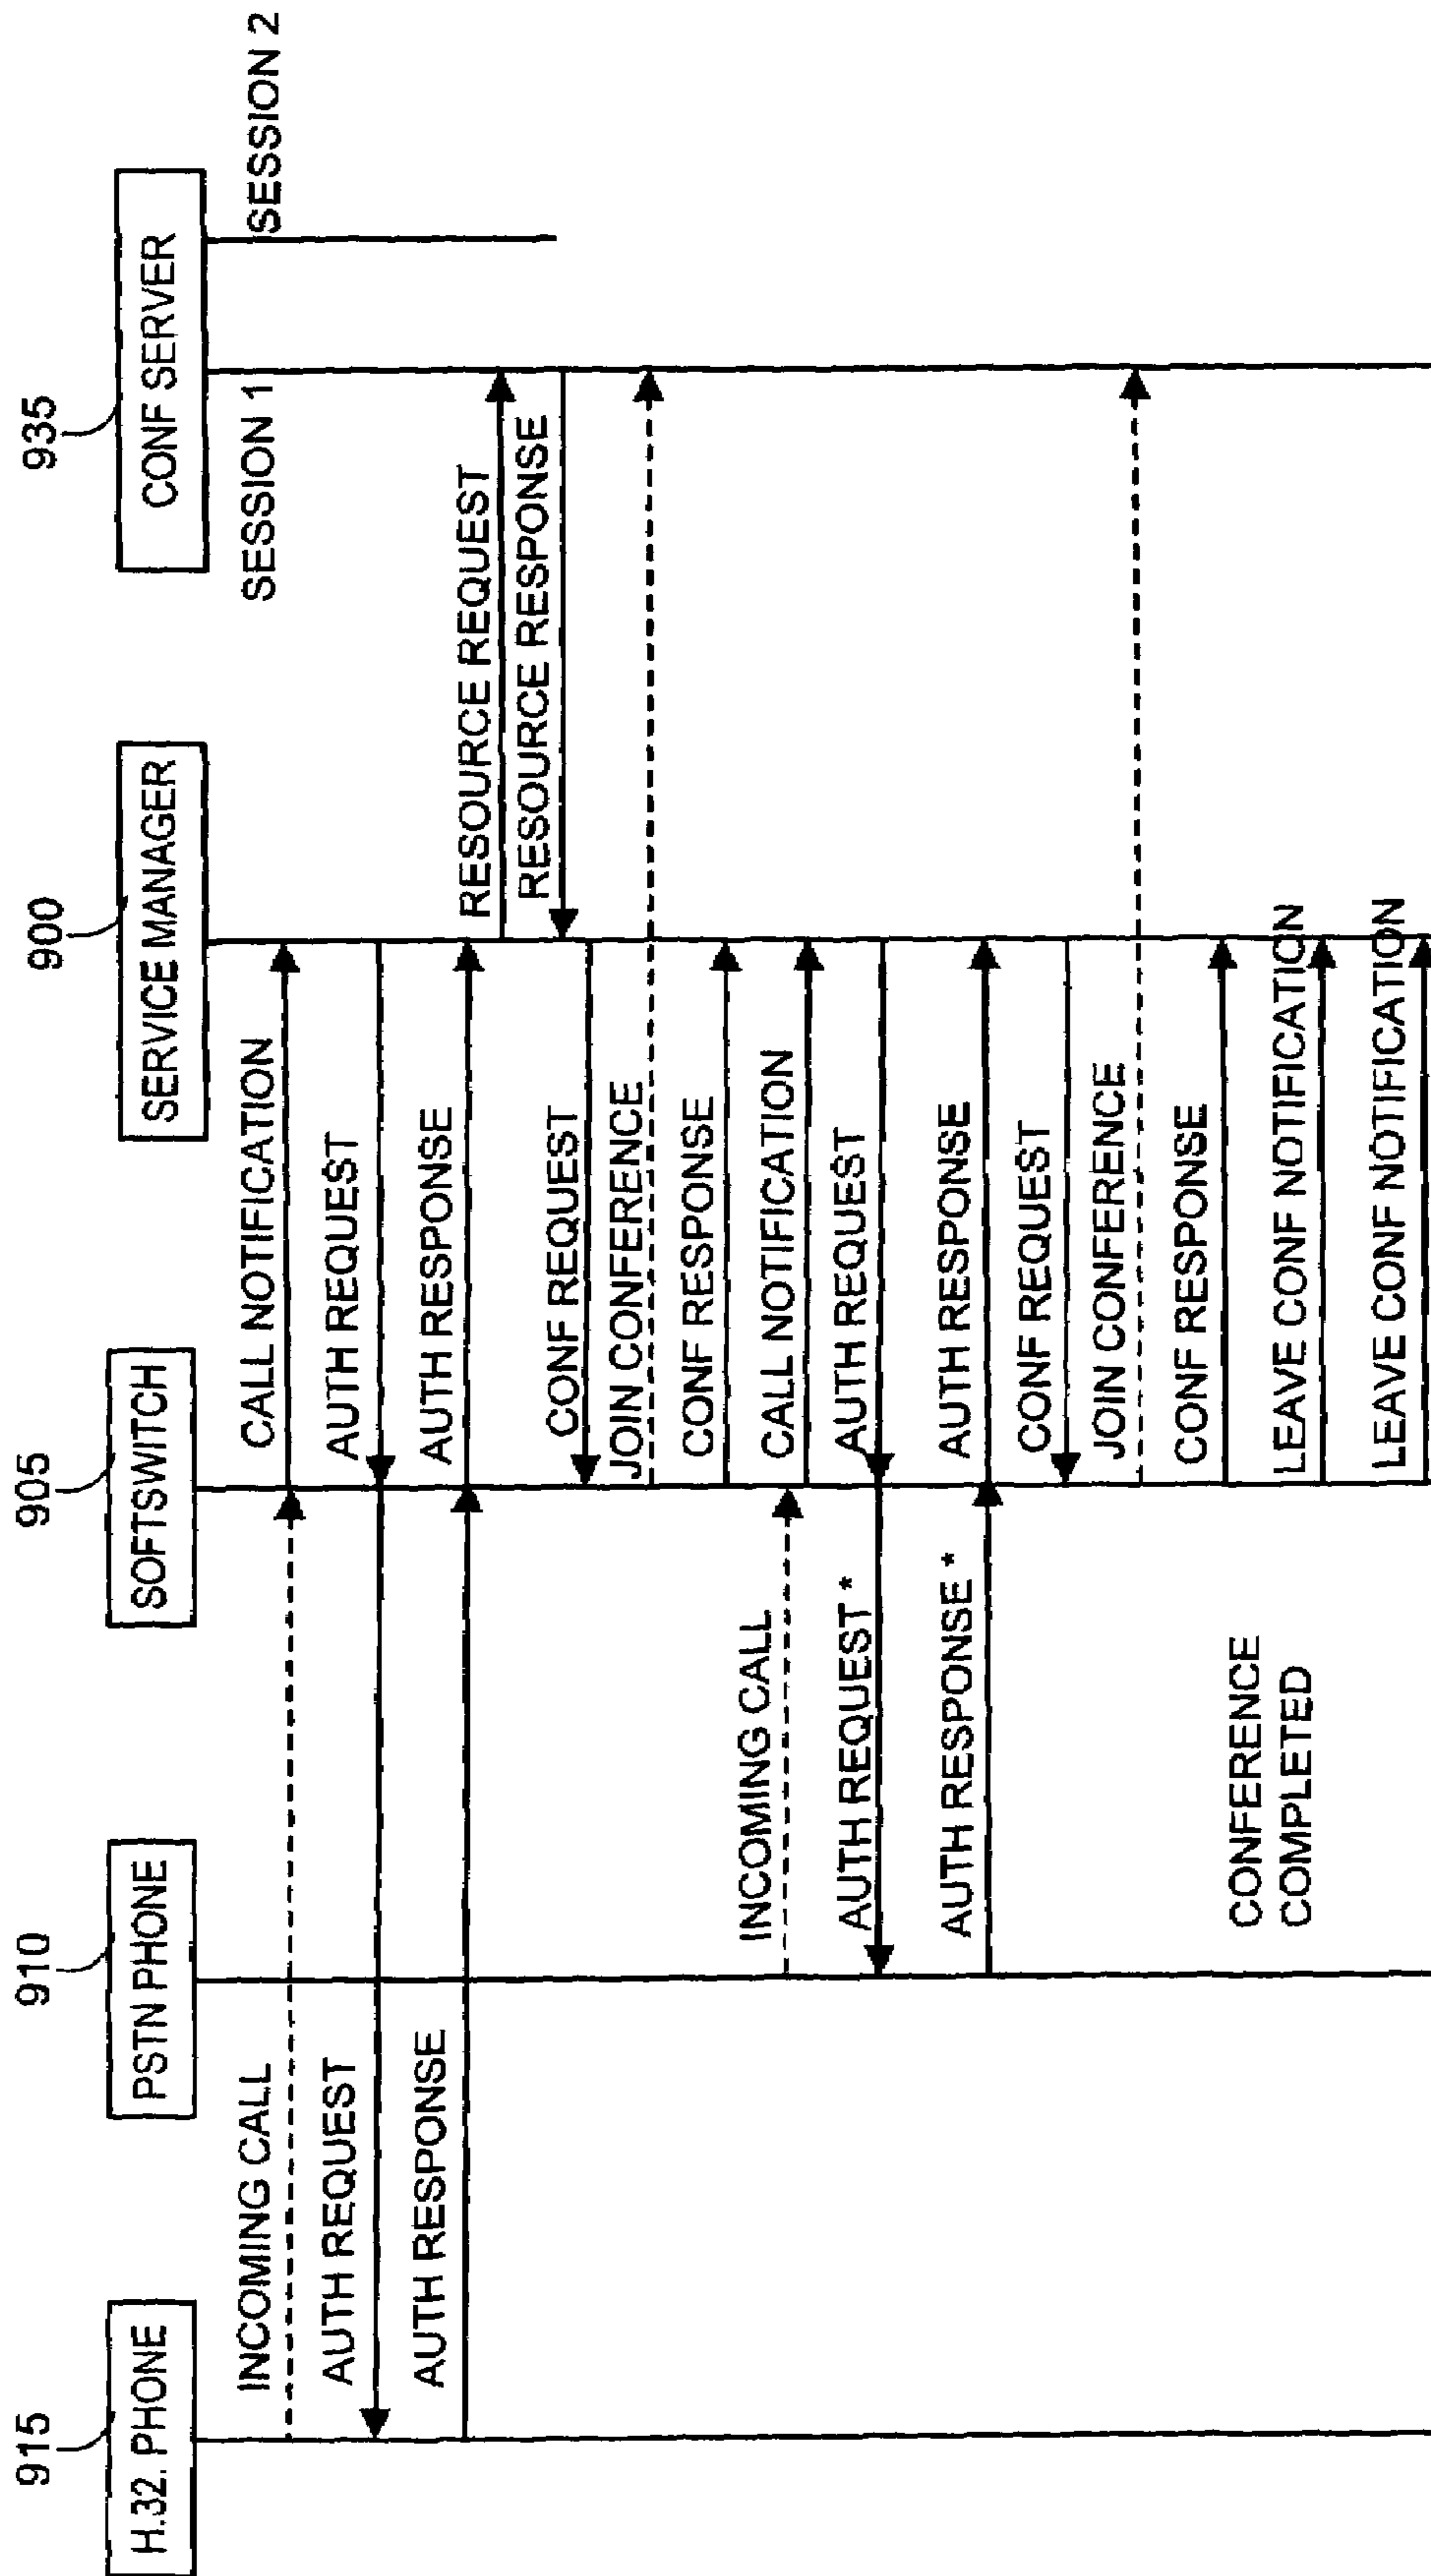 915
H.32. PHONE
910
PSTN PHONE
905
SOFTSWITCH
900
SERVICE MANAGER
935
CONF SERVER
SESSION 1
SESSION 2
INCOMING CALL
CALL NOTIFICATION
AUTH REQUEST
AUTH REQUEST
AUTH RESPONSE
AUTH RESPONSE
RESOURCE REQUEST
RESOURCE RESPONSE
CONF REQUEST
JOIN CONFERENCE
CONF RESPONSE
INCOMING CALL
CALL NOTIFICATION
AUTH REQUEST *
AUTH REQUEST
AUTH RESPONSE *
AUTH RESPONSE
CONF REQUEST
JOIN CONFERENCE
CONF RESPONSE
CONFERENCE
COMPLETED
LEAVE CONF NOTIFICATION
LEAVE CONF NOTIFICATION